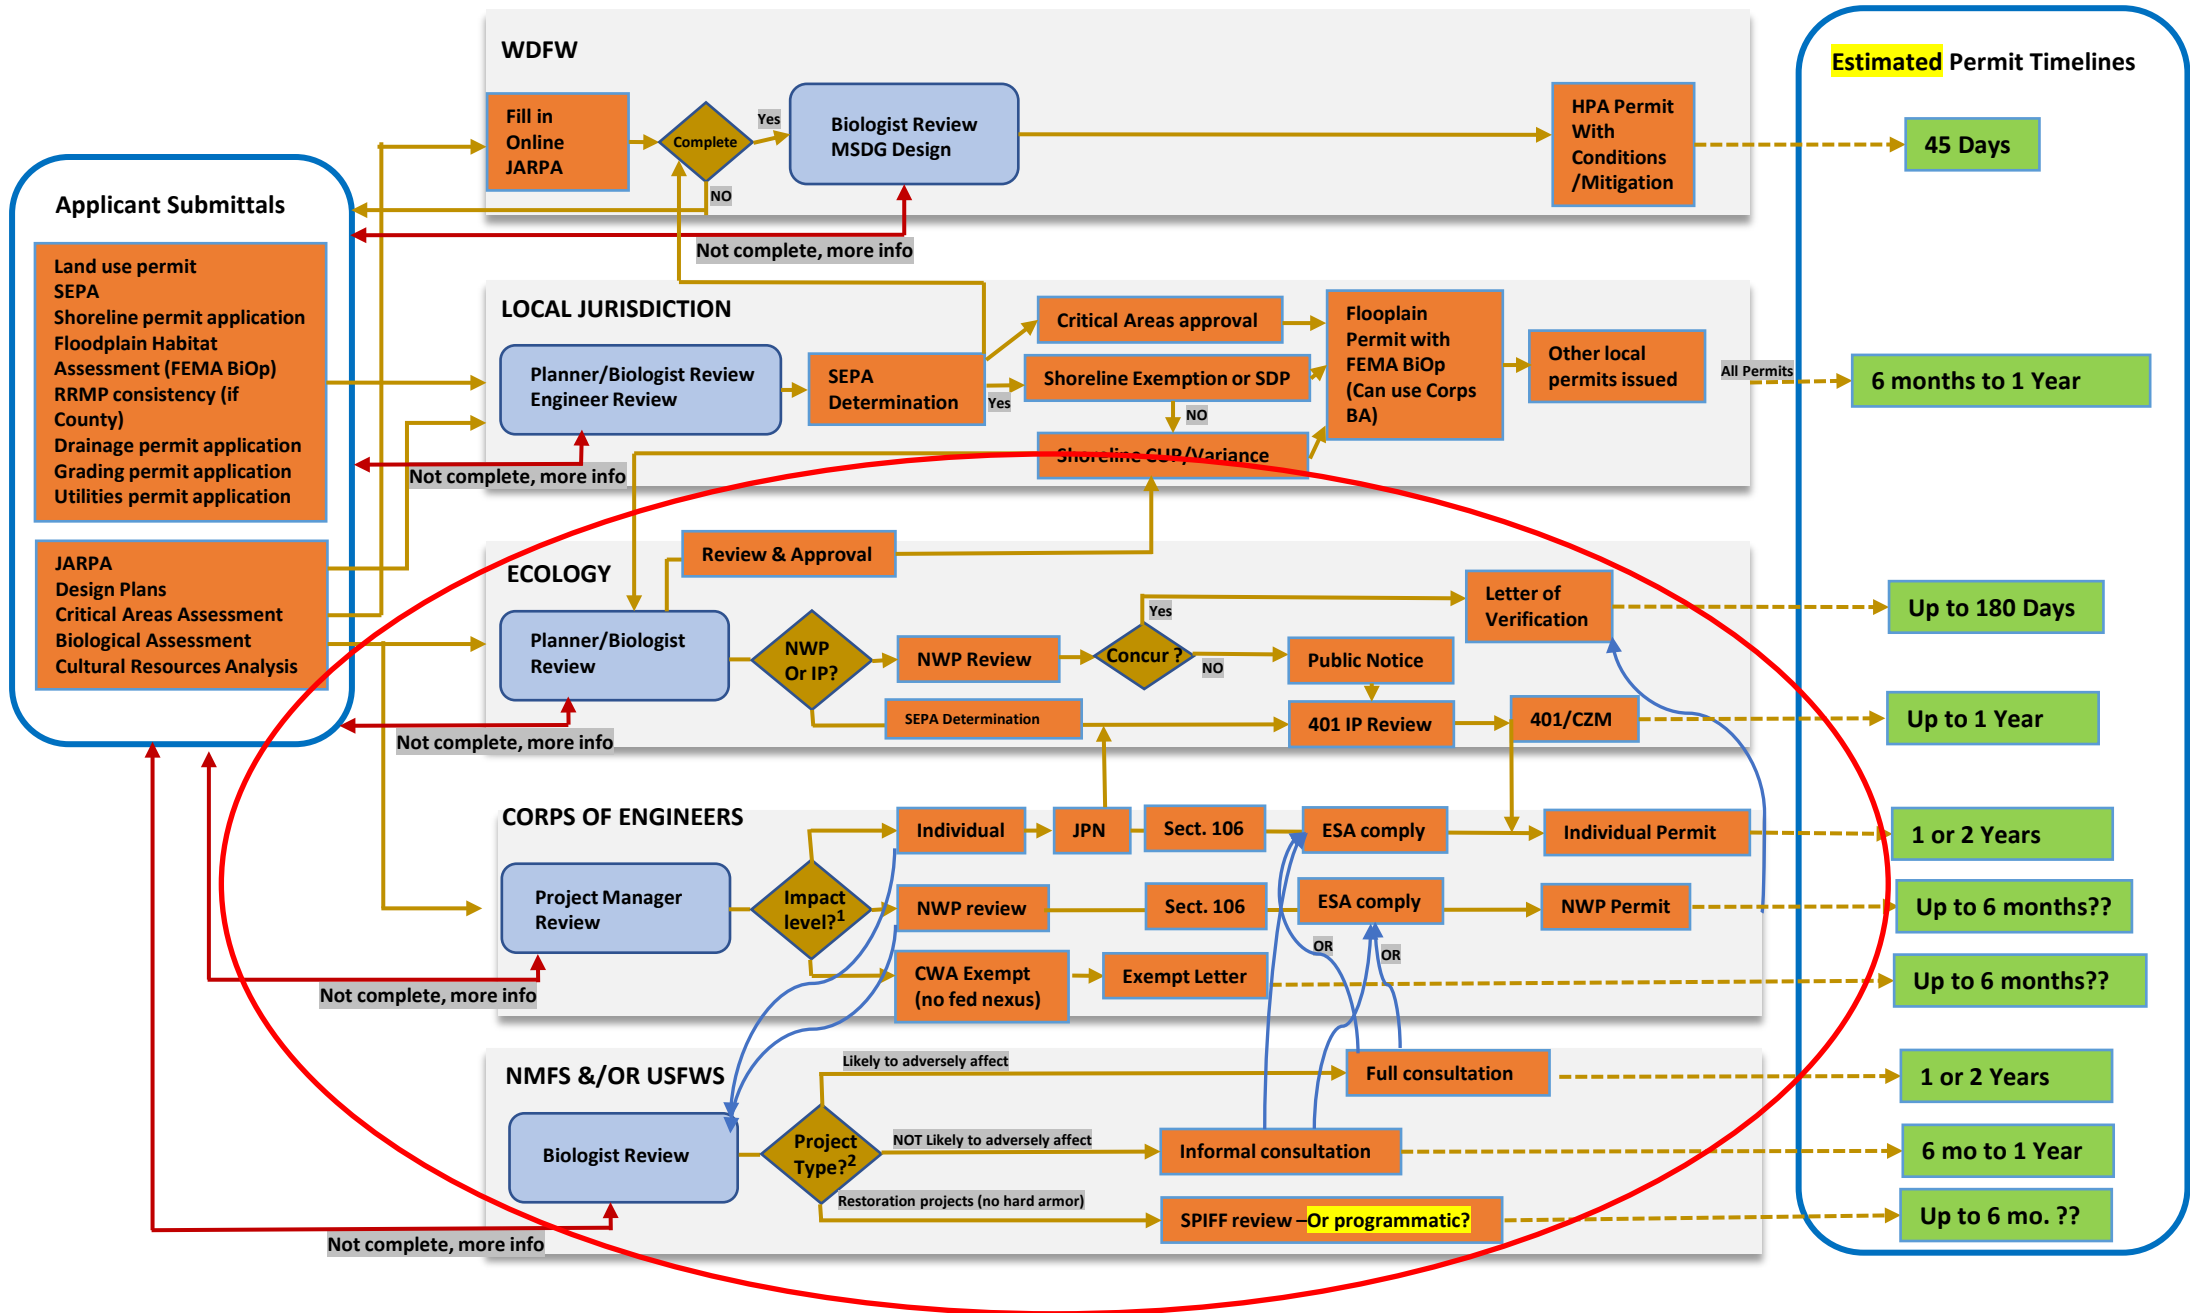 WDFW
Estimated Permit Timelines
Fill in
Online
JARPA
Complete
Yes
NO
Biologist Review
MSDG Design
HPA Permit
With
Conditions
/Mitigation
45 Days
Not complete, more info
Applicant Submittals
Land use permit
SEPA
Shoreline permit application
Floodplain Habitat
Assessment (FEMA BiOp)
RRMP consistency (if
County)
Drainage permit application
Grading permit application
Utilities permit application
JARPA
Design Plans
Critical Areas Assessment
Biological Assessment
Cultural Resources Analysis
LOCAL JURISDICTION
Planner/Biologist Review
Engineer Review
SEPA
Determination
Yes
Critical Areas approval
Shoreline Exemption or SDP
NO
Shoreline CUP/Variance
Flooplain
Permit with
FEMA BiOp
(Can use Corps
BA)
Other local
permits issued
All Permits
6 months to 1 Year
Not complete, more info
ECOLOGY
Review & Approval
Planner/Biologist
Review
NWP
Or IP?
NWP Review
Concur ?
Yes
NO
Letter of
Verification
Public Notice
SEPA Determination
401 IP Review
401/CZM
Up to 180 Days
Up to 1 Year
Not complete, more info
CORPS OF ENGINEERS
Project Manager
Review
Impact
level?1
Individual
JPN
Sect. 106
ESA comply
Individual Permit
1 or 2 Years
NWP review
Sect. 106
ESA comply
NWP Permit
Up to 6 months??
OR
OR
CWA Exempt
(no fed nexus)
Exempt Letter
Up to 6 months??
Not complete, more info
NMFS &/OR USFWS
Biologist Review
Project
Type?2
Likely to adversely affect
Full consultation
1 or 2 Years
NOT Likely to adversely affect
Informal consultation
6 mo to 1 Year
Restoration projects (no hard armor)
SPIFF review –Or programmatic?
Up to 6 mo. ??
Not complete, more info